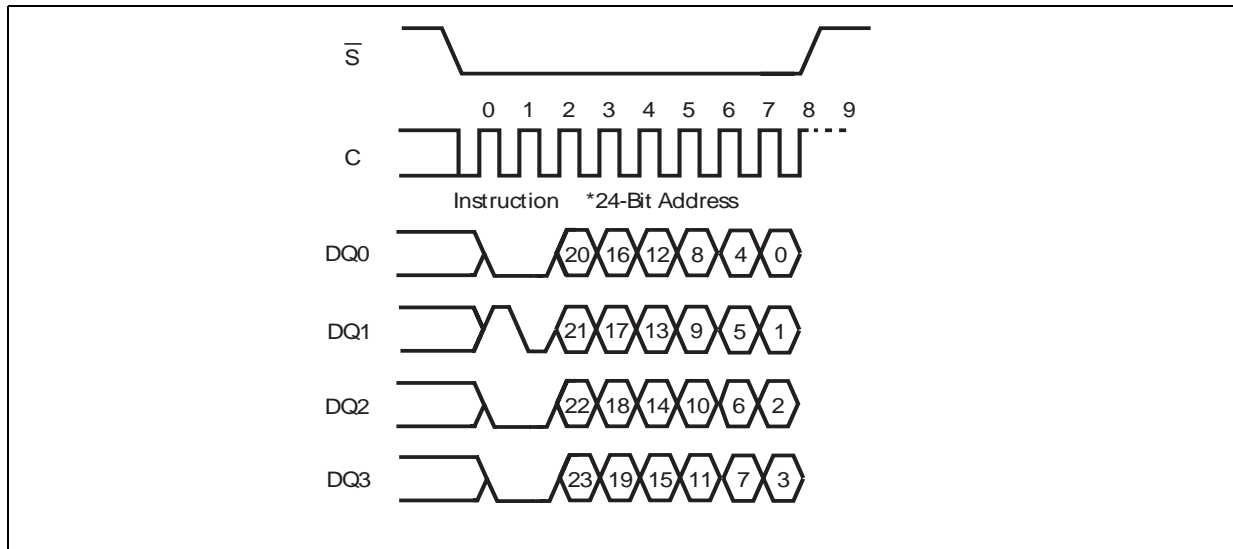 S
0 1 2 3 4 5 6 7 8 9
C
Instruction *24-Bit Address
DQ0 20 16 12 8 4 0
DQ1 21 17 13 9 5 1
DQ2 22 18 14 10 6 2
DQ3 23 19 15 11 7 3